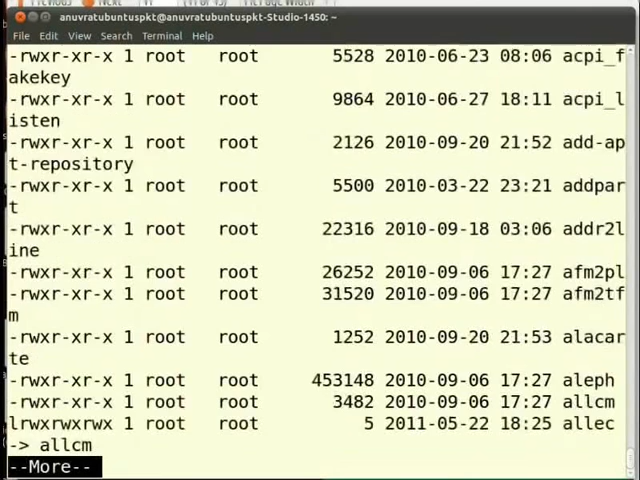 anuvratubuntuspkt@anuvratubuntuspkt-Studio-1450: ~
File Edit View Search Terminal Help
-rwxr-xr-x 1 root root 5528 2010-06-23 08:06 acpi_f
akekey
-rwxr-xr-x 1 root root 9864 2010-06-27 18:11 acpi_l
isten
-rwxr-xr-x 1 root root 2126 2010-09-20 21:52 add-ap
t-repository
-rwxr-xr-x 1 root root 5500 2010-03-22 23:21 addpar
t
-rwxr-xr-x 1 root root 22316 2010-09-18 03:06 addr2l
ine
-rwxr-xr-x 1 root root 26252 2010-09-06 17:27 afm2pl
-rwxr-xr-x 1 root root 31520 2010-09-06 17:27 afm2tf
m
-rwxr-xr-x 1 root root 1252 2010-09-20 21:53 alacar
te
-rwxr-xr-x 1 root root 453148 2010-09-06 17:27 aleph
-rwxr-xr-x 1 root root 3482 2010-09-06 17:27 allcm
lrwxrwxrwx 1 root root 5 2011-05-22 18:25 allec
-> allcm
--More--